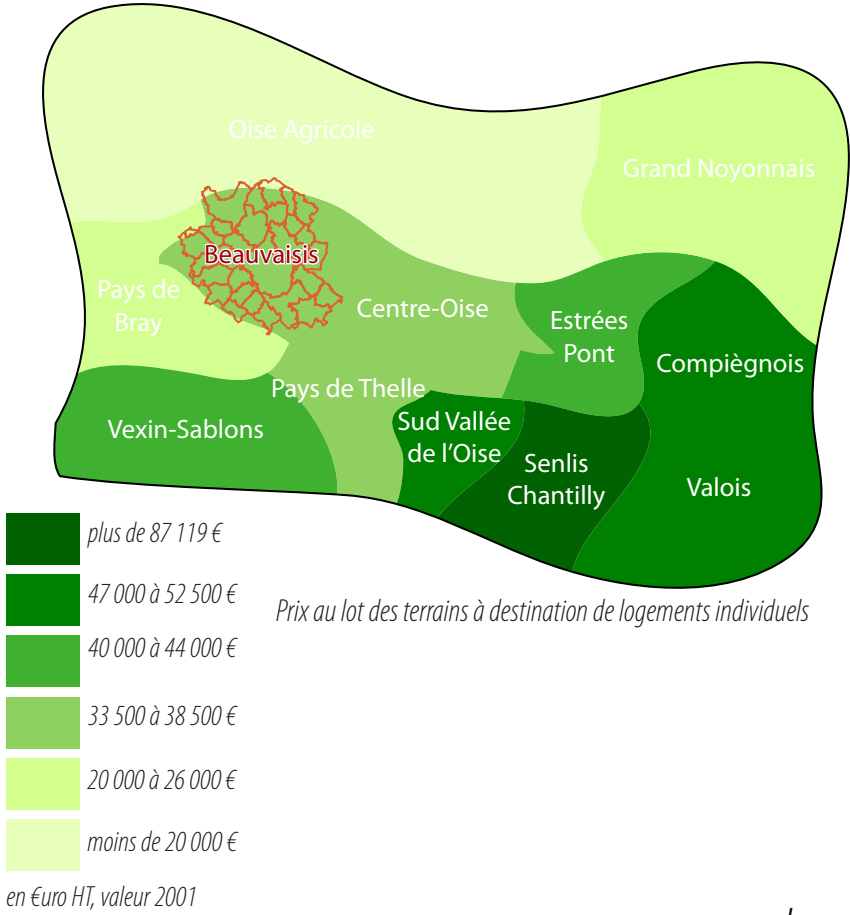 Oise Agricole
Grand Noyonnais
Beauvaisis
Pays de
Bray
Centre-Oise
Estrées
Pont
Compiègnois
Pays de Thelle
Vexin-Sablons
Sud Vallée
de l'Oise
Senlis
Chantilly
Valois
plus de 87 119 €
47 000 à 52 500 €
Prix au lot des terrains à destination de logements individuels
40 000 à 44 000 €
33 500 à 38 500 €
20 000 à 26 000 €
moins de 20 000 €
en €uro HT, valeur 2001